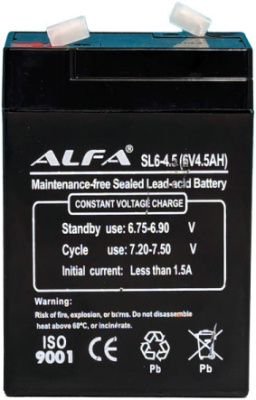 ALFA® SL6-4.5 (6V4.5AH)
Maintenance-free Sealed Lead-acid Battery
CONSTANT VOLTAGE CHARGE
Standby use: 6.75-6.90 V
Cycle use: 7.20-7.50 V
Initial current: Less than 1.5A
Warning:
Risk of fire, explosion, or burns. Do not disassemble
heat above 60°C, or incinerate.
ISO
9001
Pb Pb